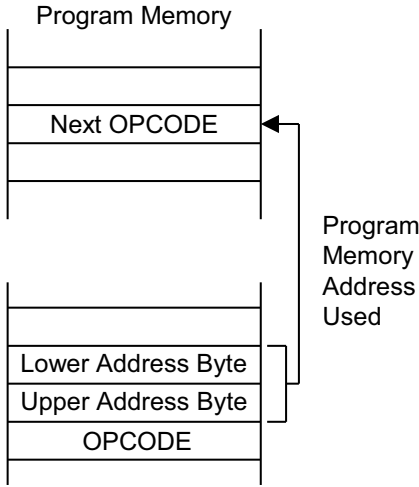 Program Memory
Next OPCODE
Program
Memory
Address
Used
Lower Address Byte
Upper Address Byte
OPCODE